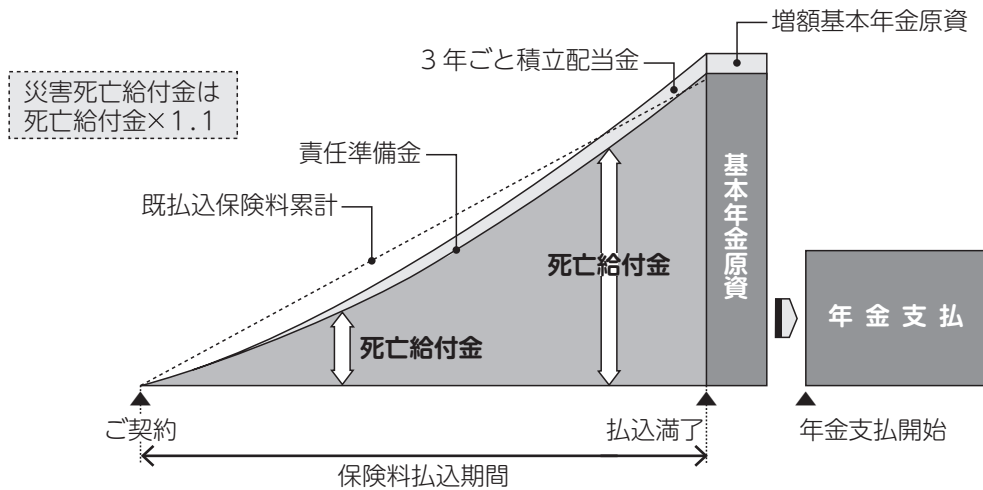 増額基本年金原資
3年ごと積立配当金
災害死亡給付金は
死亡給付金×1.1
責任準備金
既払込保険料累計
基本年金原資
死亡給付金
死亡給付金
年金支払
ご契約
払込満了
年金支払開始
保険料払込期間